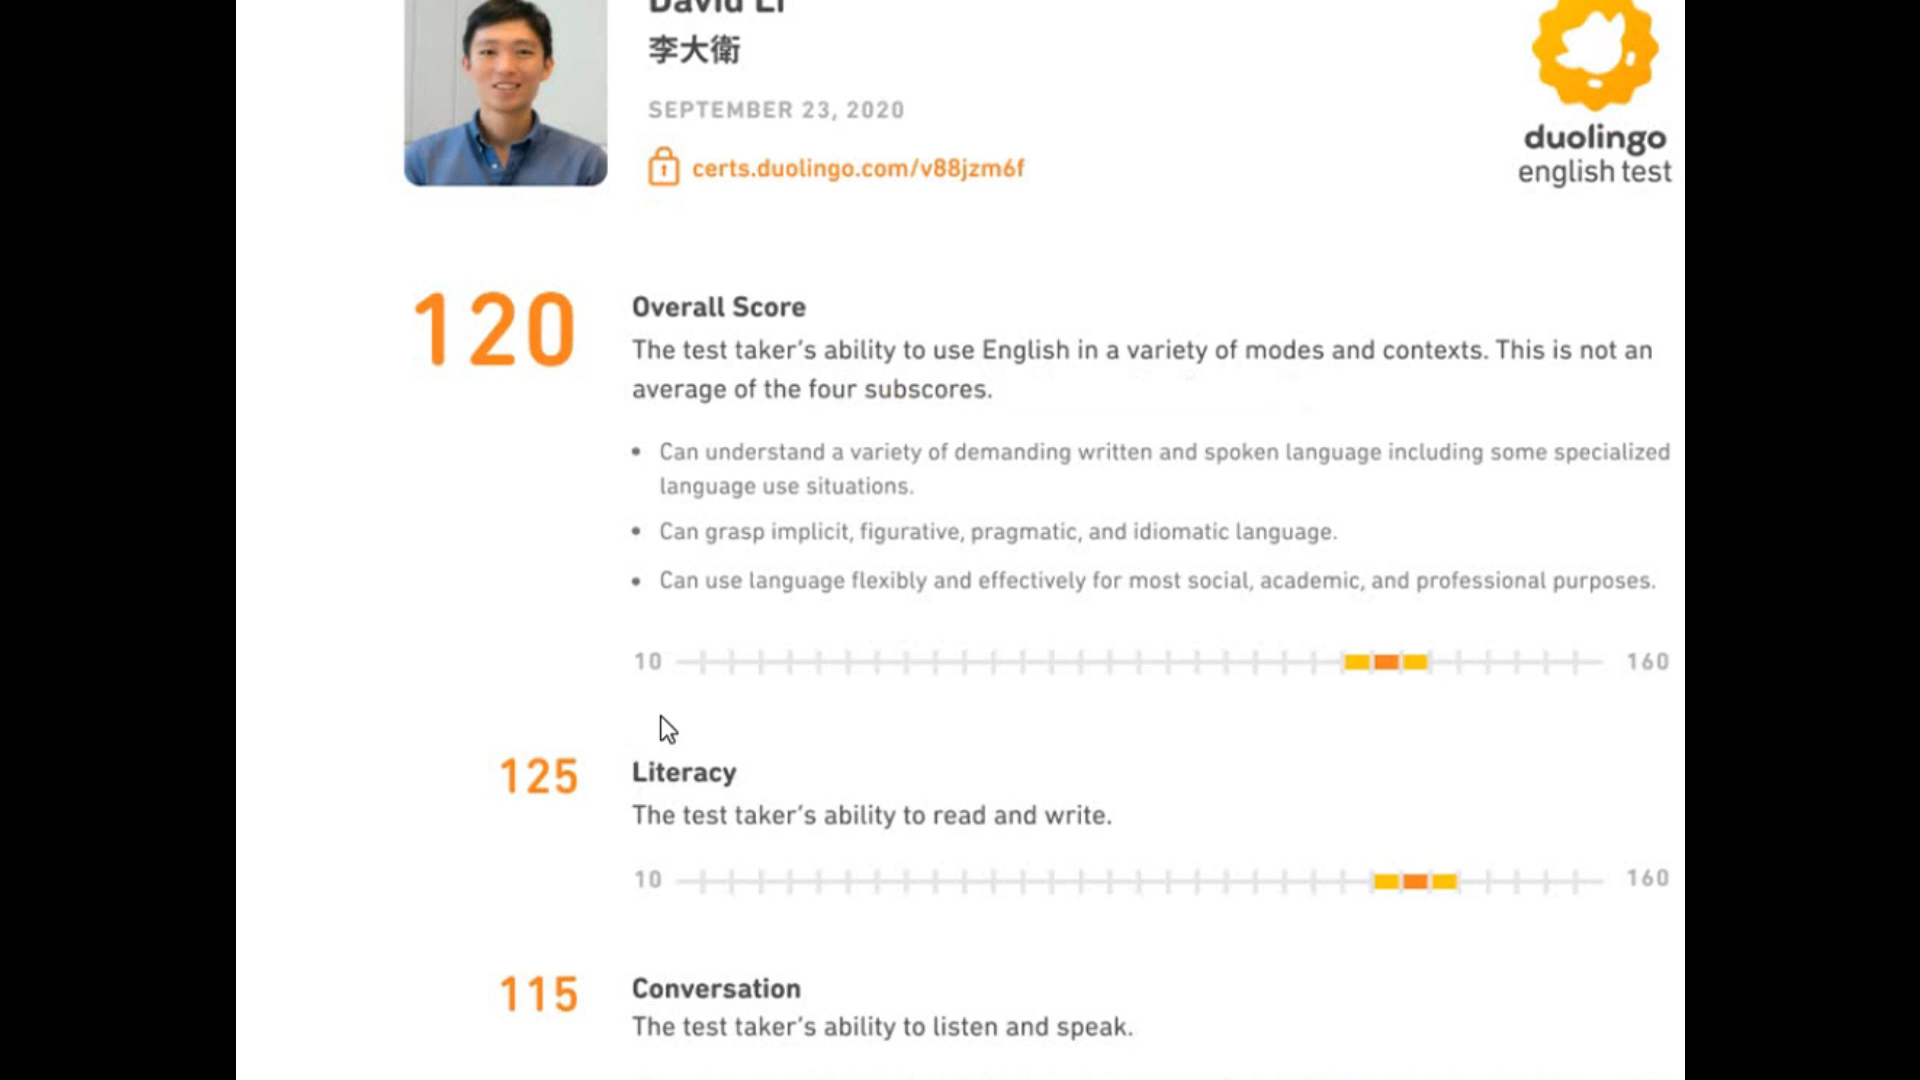 David Li
李大衛
SEPTEMBER 23, 2020
certs.duolingo.com/v88jzm6f
duolingo
english test
120
Overall Score
The test taker's ability to use English in a variety of modes and contexts. This is not an
average of the four subscores.
• Can understand a variety of demanding written and spoken language including some specialized
language use situations.
• Can grasp implicit, figurative, pragmatic, and idiomatic language.
• Can use language flexibly and effectively for most social, academic, and professional purposes.
10 160
125
Literacy
The test taker's ability to read and write.
10 160
115
Conversation
The test taker's ability to listen and speak.